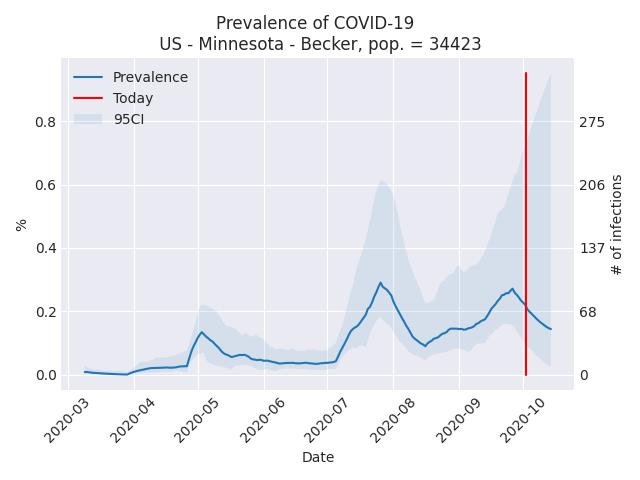 Prevalence of COVID-19
US - Minnesota - Becker, pop. = 34423
Prevalence
Today
95CI
0.8
0.6
0.4
0.2
0.0
%
275
206
137
68
0
# of infections
2020-03
2020-04
2020-05
2020-06
2020-07
2020-08
2020-09
2020-10
Date